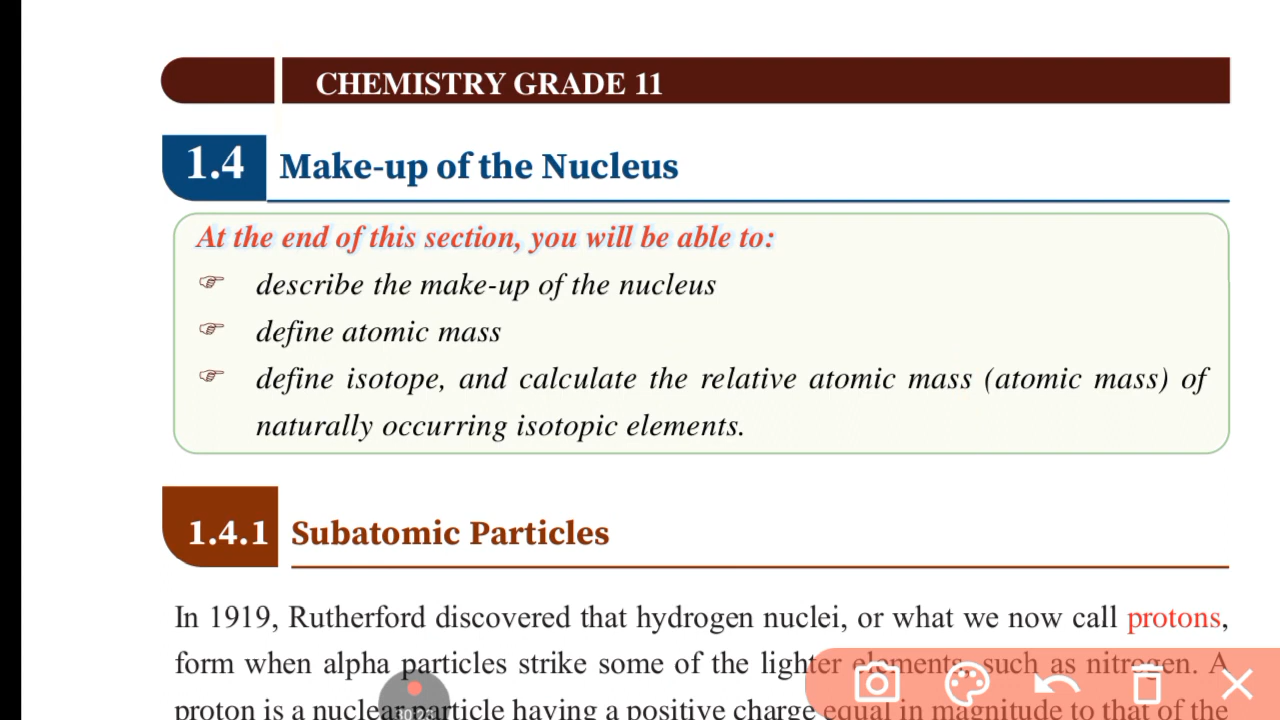 CHEMISTRY GRADE 11
1.4 Make-up of the Nucleus
At the end of this section, you will be able to:
describe the make-up of the nucleus
define atomic mass
define isotope, and calculate the relative atomic mass (atomic mass) of
naturally occurring isotopic elements.
1.4.1 Subatomic Particles
In 1919, Rutherford discovered that hydrogen nuclei, or what we now call protons,
form when alpha particles strike some of the lighter elements, such as nitrogen. A
proton is a nuclear particle having a positive charge equal in magnitude to that of the